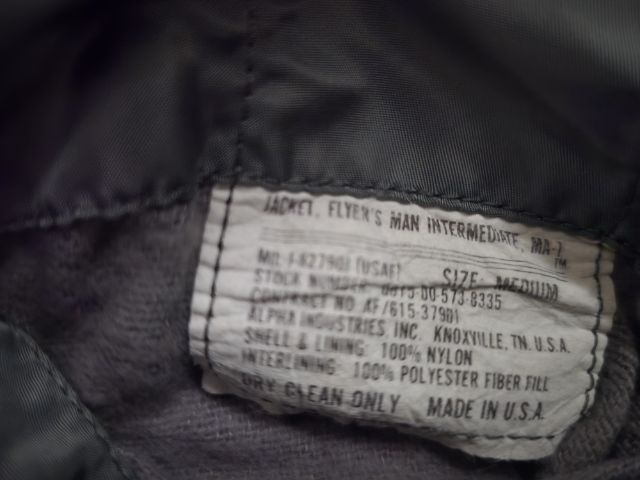 JACKET, FLYER'S MAN INTERMEDIATE, MA-1 TM
MIL-J-8279DJ (USAF) SIZE: MEDIUM
STOCK NUMBER 8415-00-573-8335
CONTRACT NO AF/615-37901
ALPHA INDUSTRIES, INC. KNOXVILLE, TN. U.S.A.
SHELL & LINING: 100% NYLON
INTERLINING: 100% POLYESTER FIBER FILL
DRY CLEAN ONLY MADE IN U.S.A.